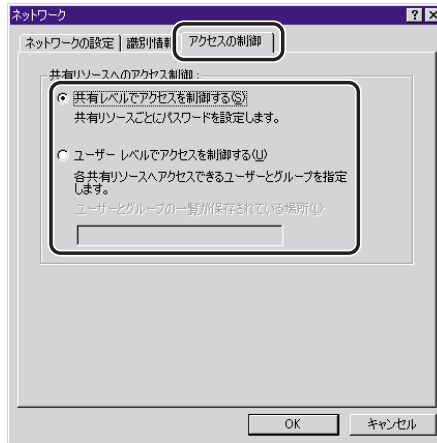 ネットワーク
ネットワークの設定 識別情報 アクセスの制御
共有リソースへのアクセス制御:
共有レベルでアクセスを制御する(S)
共有リソースごとにパスワードを設定します。
ユーザー レベルでアクセスを制御する(U)
各共有リソースへアクセスできるユーザーとグループを指定
します。
ユーザーとグループの一覧が保存されている場所(L):
OK キャンセル